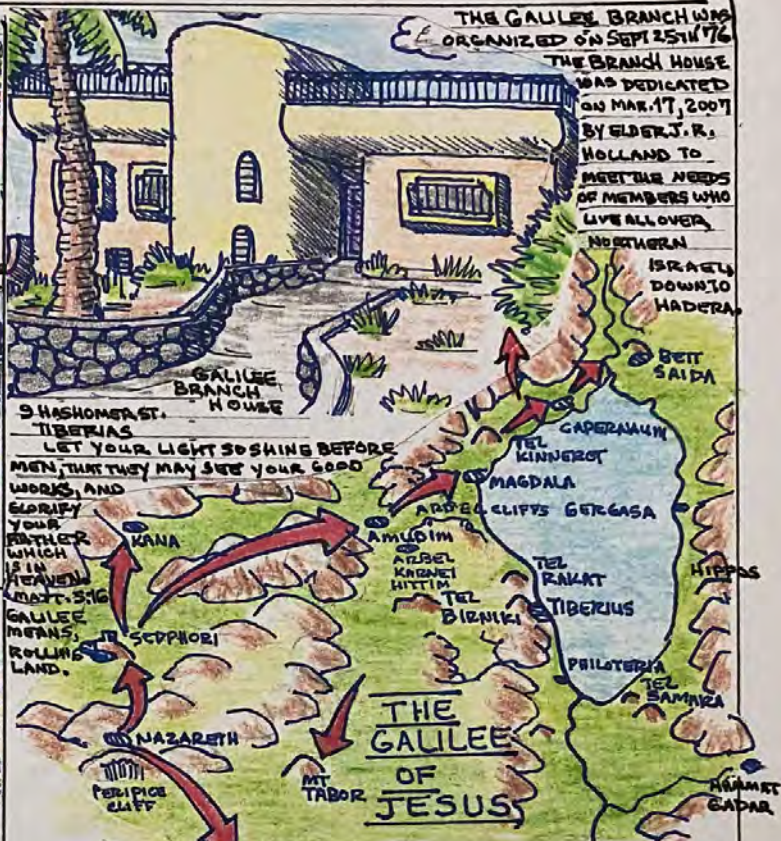 THE GALILEE BRANCH WAS
ORGANIZED ON SEPT 25TH '76
THE BRANCH HOUSE
WAS DEDICATED
ON MAR. 17, 2007
BY ELDER J. R.
HOLLAND TO
MEET THE NEEDS
OF MEMBERS WHO
LIVE ALL OVER
NORTHERN
ISRAEL
DOWN TO
HADERA.
GALILEE
BRANCH
HOUSE
9 HASHOMER ST.
TIBERIAS
LET YOUR LIGHT SO SHINE BEFORE
MEN, THAT THEY MAY SEE YOUR GOOD
WORKS, AND
GLORIFY
YOUR
FATHER
WHICH
IS IN
HEAVEN
MATT. 5:16
GALILEE
MEANS,
ROLLING
LAND.
BEIT
SAIDA
CAPERNAUM
TEL
KINNEROT
MAGDALA
ARBEL CLIFFS
GERGASA
KANA
AMUDIM
ARBEL
KARNEI
HITTIM
TEL
RAKAT
HIPPOS
TEL
BIRNIKI
TIBERIUS
SEPPHORI
PHILOTERIA
TEL
SAMARA
NAZARETH
PERIPICE
CLIFF
MT
TABOR
THE
GALILEE
OF
JESUS
HAMMAT
GADAR